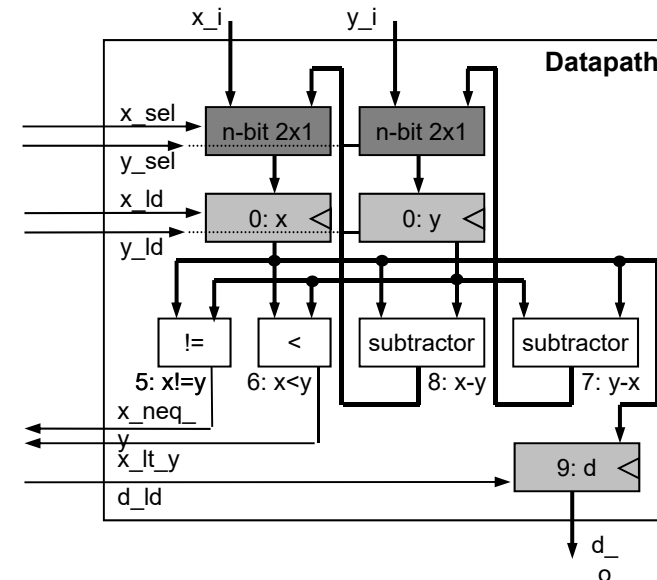 x_i
y_i
Datapath
x_sel
n-bit 2x1
n-bit 2x1
y_sel
x_ld
0: x
0: y
y_ld
!=
<
subtractor
subtractor
5: x!=y
6: x<y
8: x-y
7: y-x
x_neq_
y
x_lt_y
9: d
d_ld
d_
o